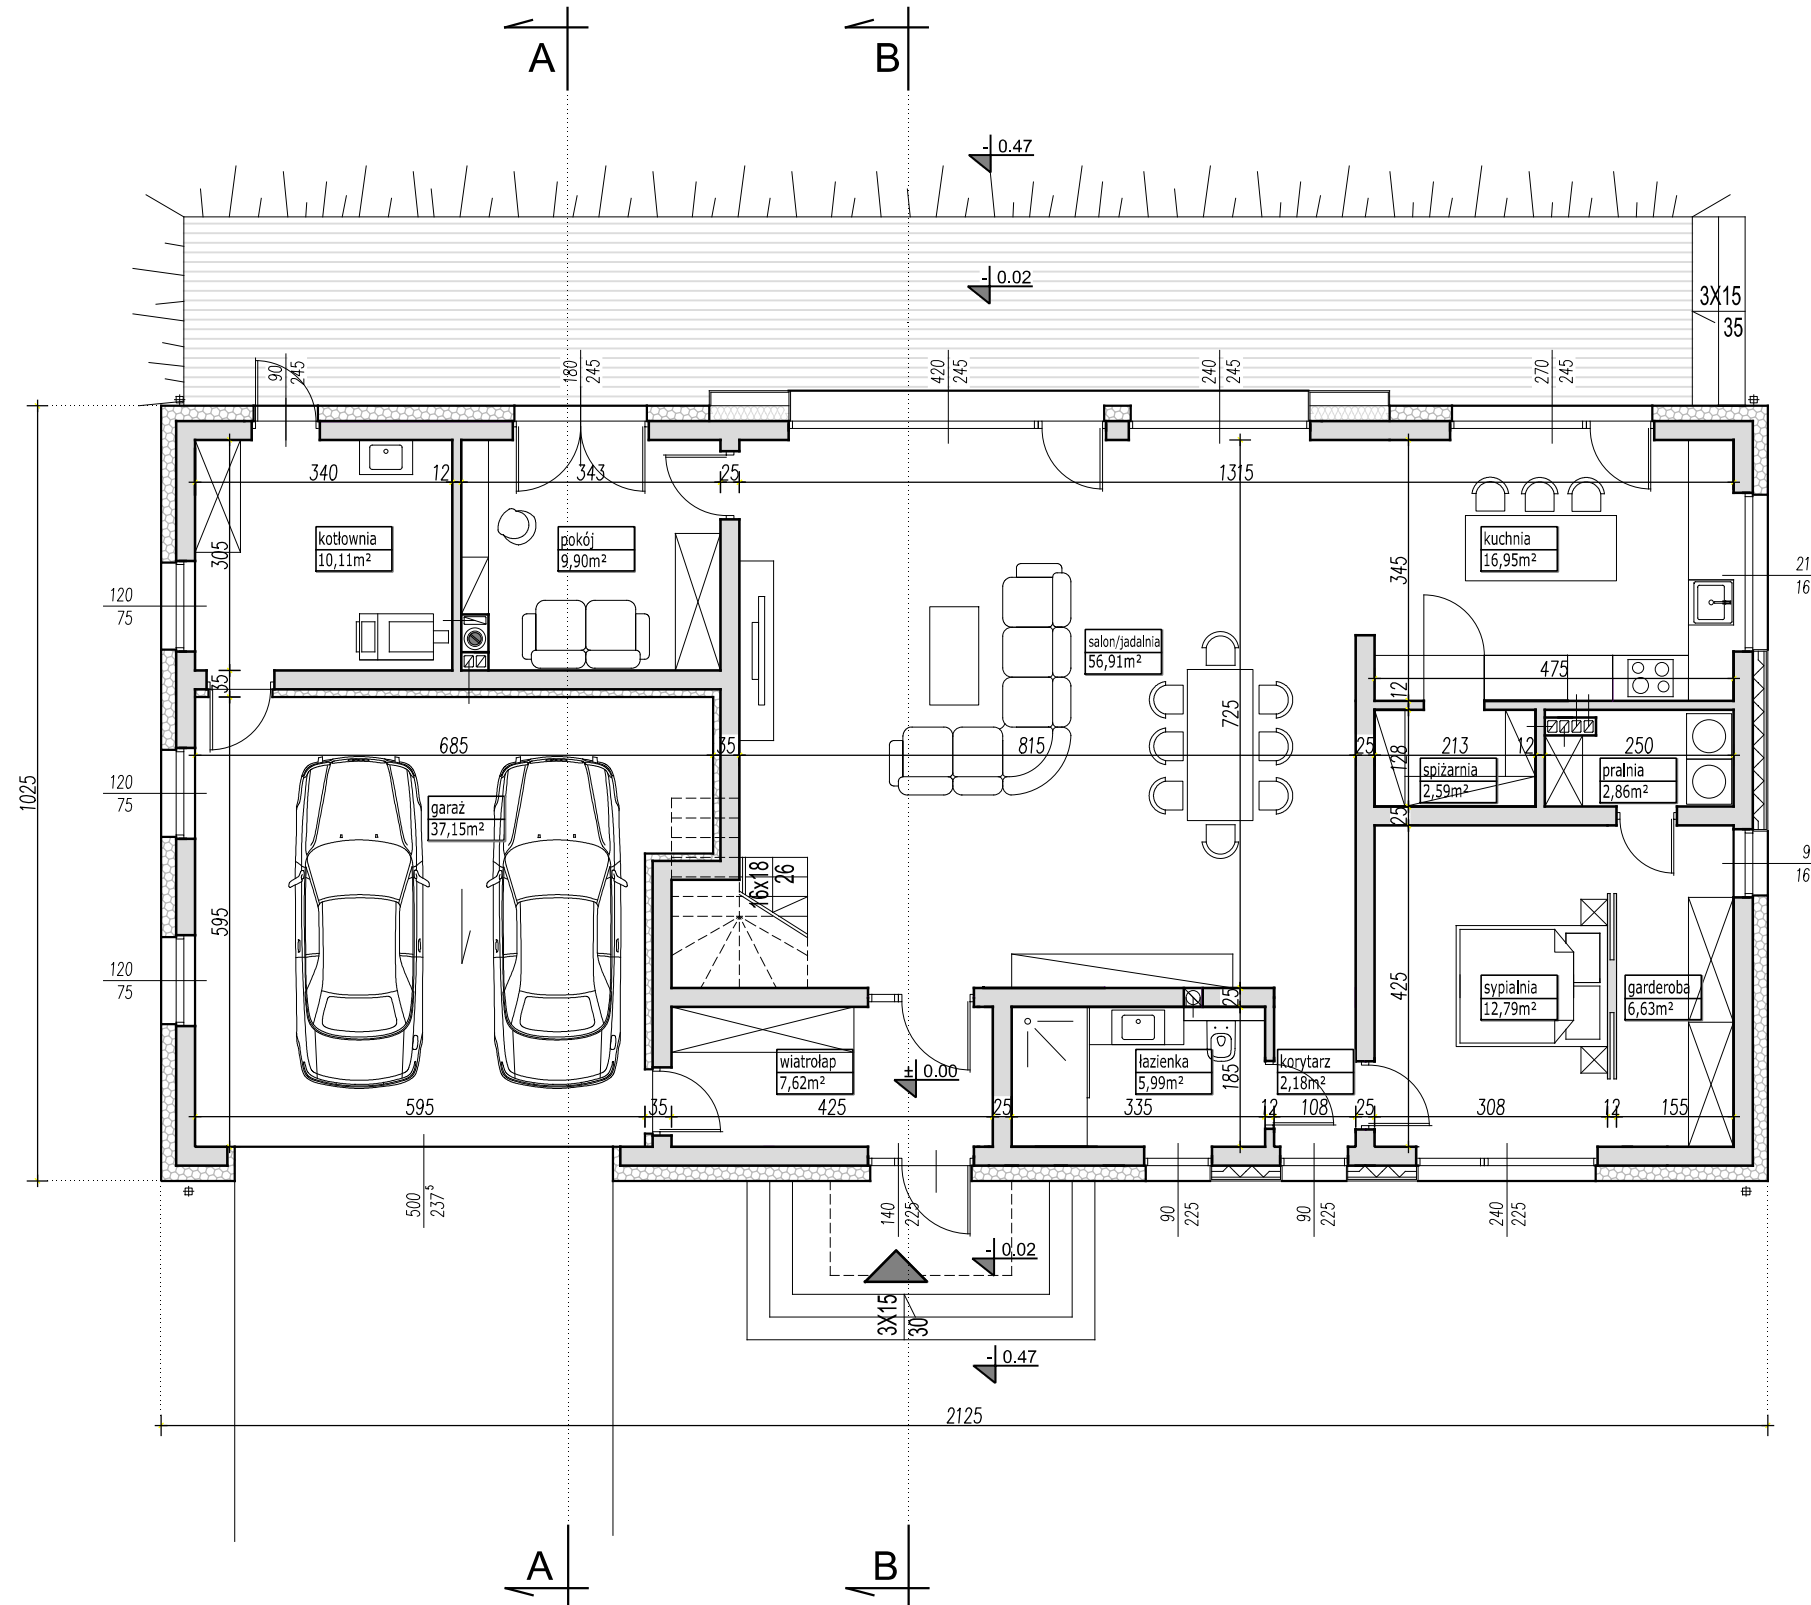 A
B
- 0.47
- 0.02
3X15
35
90
245
180
245
420
245
240
245
270
245
340
12
343
25
1315
kotłownia
10,11m²
pokój
9,90m²
kuchnia
16,95m²
305
345
21
16
120
75
salon/jadalnia
56,91m²
35
475
12
725
685
35
815
25
213
12
250
128
spiżarnia
2,59m²
pralnia
2,86m²
120
75
1025
garaż
37,15m²
25
16x18
26
9
16
595
120
75
425
sypialnia
12,79m²
garderoba
6,63m²
25
wiatrołap
7,62m²
± 0.00
łazienka
5,99m²
185
korytarz
2,18m²
595
35
425
25
335
12
108
25
308
12
155
500
237⁵
140
225
90
225
90
225
240
225
- 0.02
3X15
30
- 0.47
2125
A
B